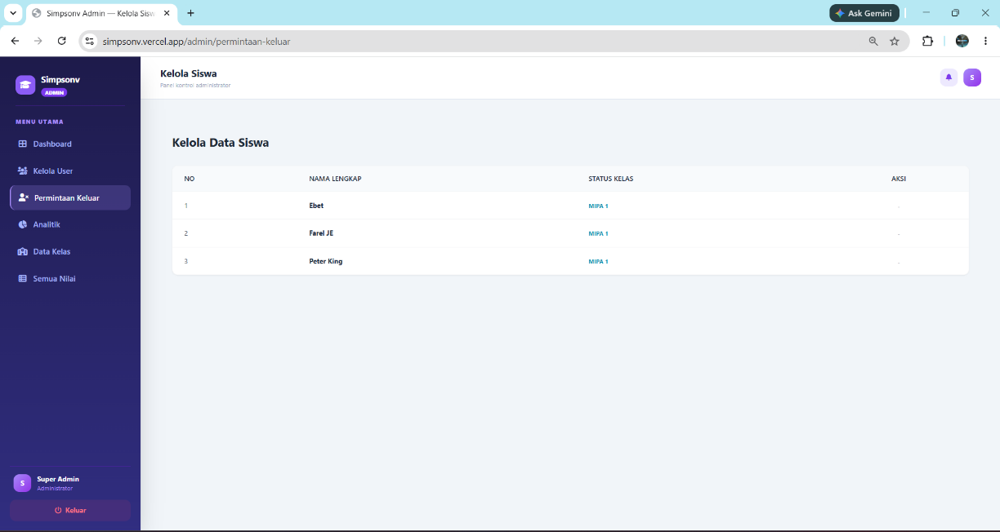 Simpsonv Admin — Kelola Sisw
Ask Gemini
simpsonv.vercel.app/admin/permintaan-keluar
Simpsonv
ADMIN
MENU UTAMA
Dashboard
Kelola User
Permintaan Keluar
Analitik
Data Kelas
Semua Nilai
S
Super Admin
Administrator
Keluar
Kelola Siswa
Panel kontrol administrator
S
Kelola Data Siswa
NO NAMA LENGKAP STATUS KELAS AKSI
1 Ebet MIPA 1 -
2 Farel JE MIPA 1 -
3 Peter King MIPA 1 -